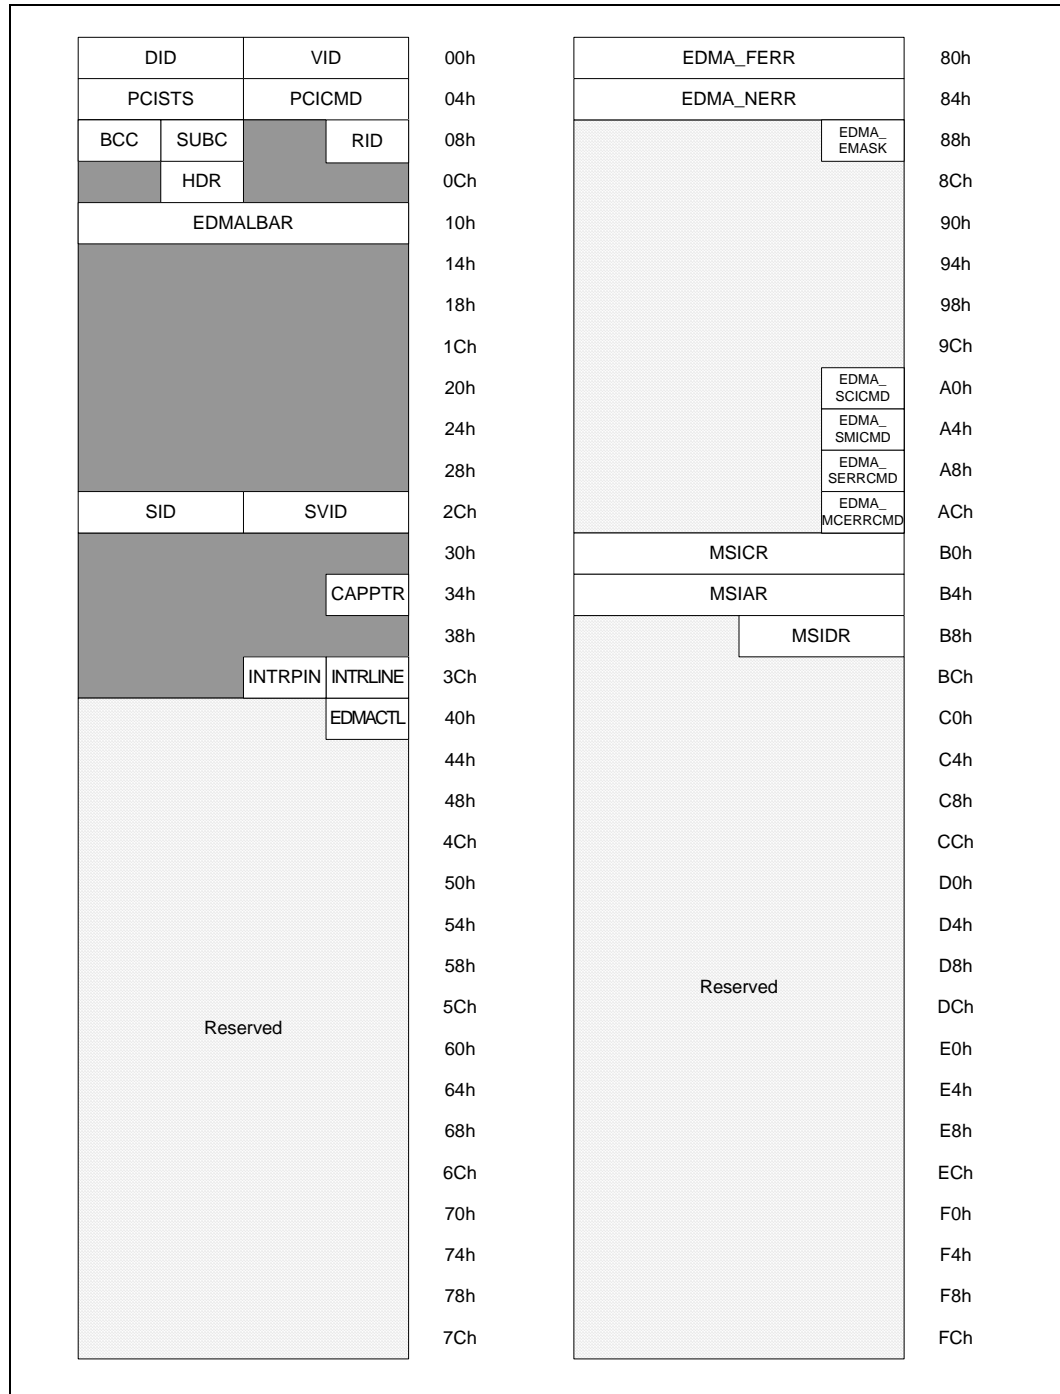 DID VID 00h
PCISTS PCICMD 04h
BCC SUBC RID 08h
HDR 0Ch
EDMALBAR 10h
14h
18h
1Ch
20h
24h
28h
SID SVID 2Ch
30h
CAPPTR 34h
38h
INTRPIN INTRLINE 3Ch
EDMACTL 40h
44h
48h
4Ch
50h
54h
58h
5Ch
Reserved
60h
64h
68h
6Ch
70h
74h
78h
7Ch
EDMA_FERR 80h
EDMA_NERR 84h
EDMA_
EMASK
88h
8Ch
90h
94h
98h
9Ch
EDMA_
SCICMD
A0h
EDMA_
SMICMD
A4h
EDMA_
SERRCMD
A8h
EDMA_
MCERRCMD
ACh
MSICR B0h
MSIAR B4h
MSIDR B8h
BCh
C0h
C4h
C8h
CCh
D0h
D4h
D8h
Reserved
DCh
E0h
E4h
E8h
ECh
F0h
F4h
F8h
FCh